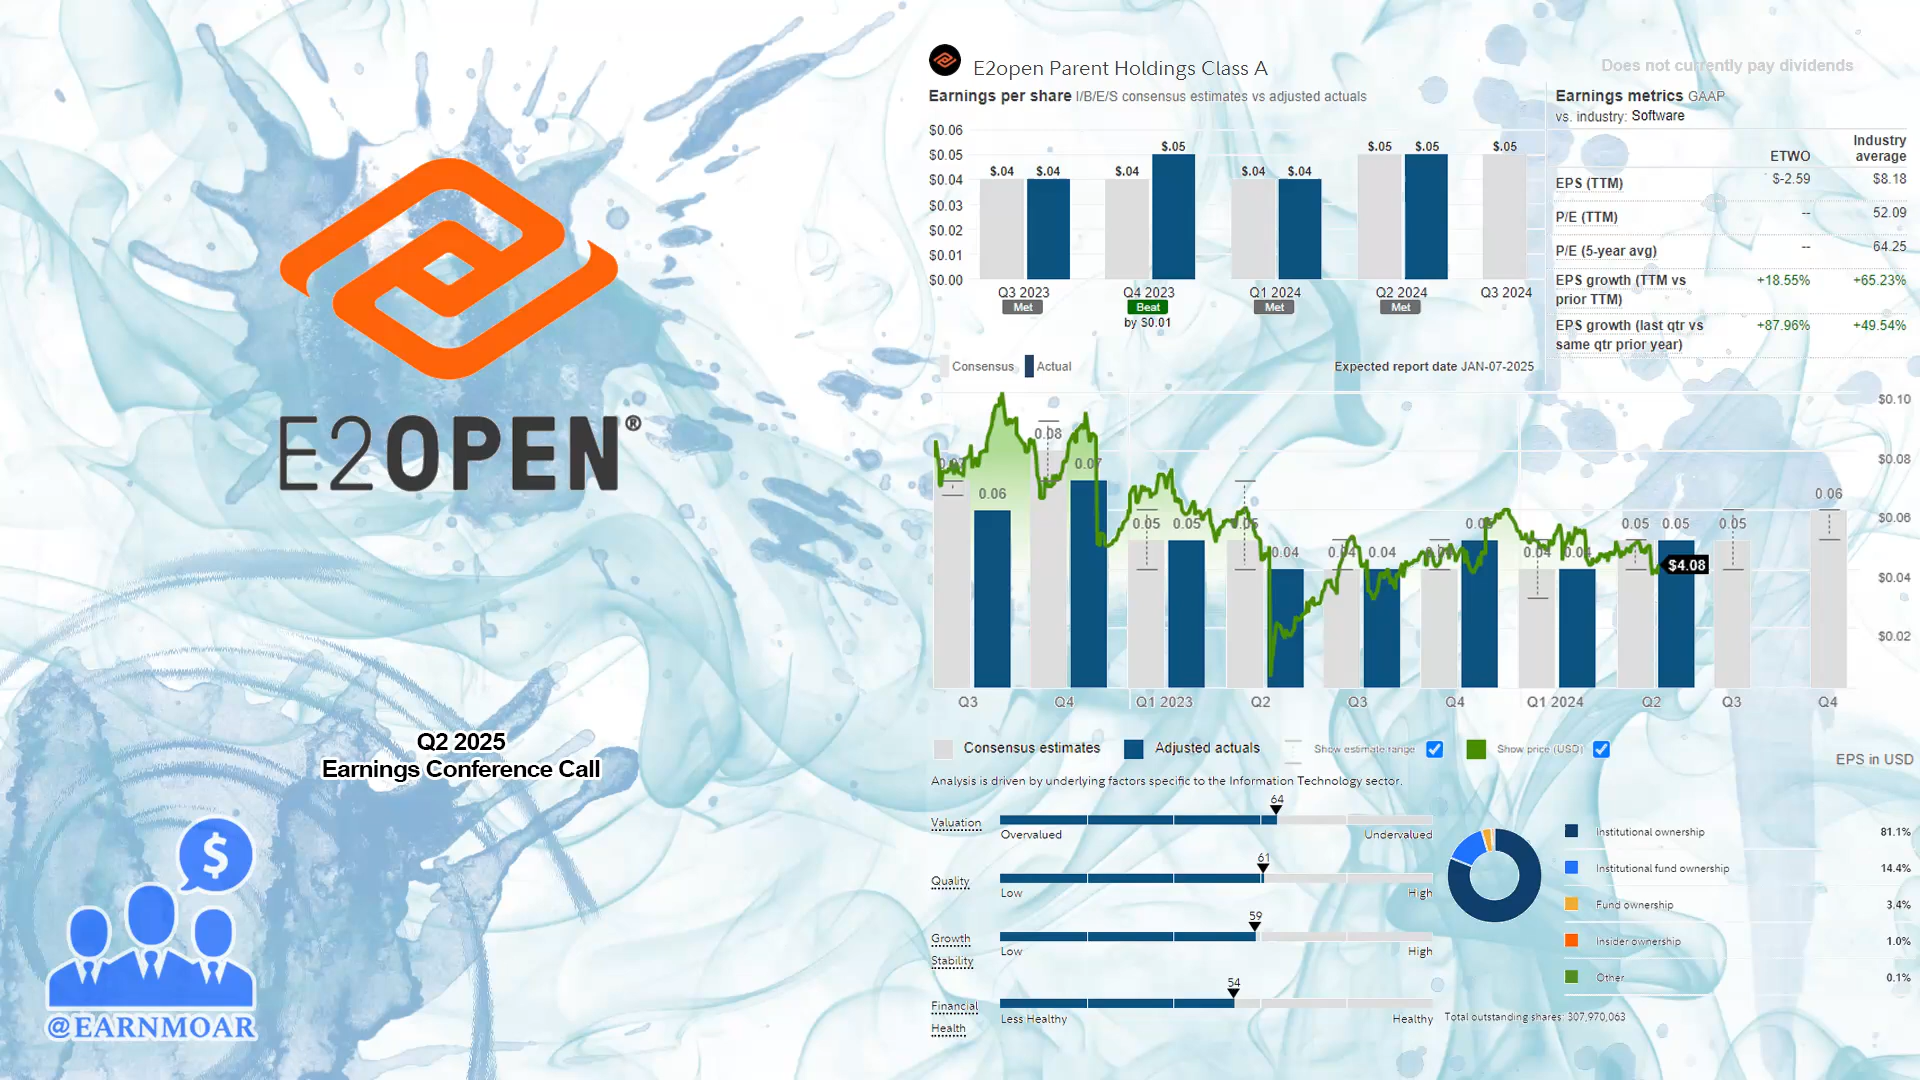 E2OPEN®
Q2 2025
Earnings Conference Call
$
@EARNMOAR
E2open Parent Holdings Class A
Does not currently pay dividends
Earnings per share I/B/E/S consensus estimates vs adjusted actuals
$0.06
$0.05
$0.04
$0.03
$0.02
$0.01
$0.00
$.04 $.04
$.04 $.05
$.04 $.04
$.05 $.05
$.05
Q3 2023 Q4 2023 Q1 2024 Q2 2024 Q3 2024
Met Beat Met Met
by $0.01
Consensus Actual
Expected report date JAN-07-2025
Earnings metrics GAAP
vs. industry: Software
ETWO Industry average
EPS (TTM) $-2.59 $8.18
P/E (TTM) -- 52.09
P/E (5-year avg) -- 64.25
EPS growth (TTM vs prior TTM) +18.55% +65.23%
EPS growth (last qtr vs same qtr prior year) +87.96% +49.54%
$0.10
$0.08
$0.06
$0.04
$0.02
0.06
0.08 0.07
0.05 0.05
0.05 0.04
0.04 0.04
0.05
0.04 0.04
0.05 0.05
$4.08
0.05
0.06
Q3 Q4 Q1 2023 Q2 Q3 Q4 Q1 2024 Q2 Q3 Q4
Consensus estimates Adjusted actuals Show estimate range Show price (USD)
EPS in USD
Analysis is driven by underlying factors specific to the Information Technology sector.
64
Valuation
Overvalued Undervalued
61
Quality
Low High
59
Growth Stability
Low High
54
Financial Health
Less Healthy Healthy
Institutional ownership 81.1%
Institutional fund ownership 14.4%
Fund ownership 3.4%
Insider ownership 1.0%
Other 0.1%
Total outstanding shares: 307,970,063